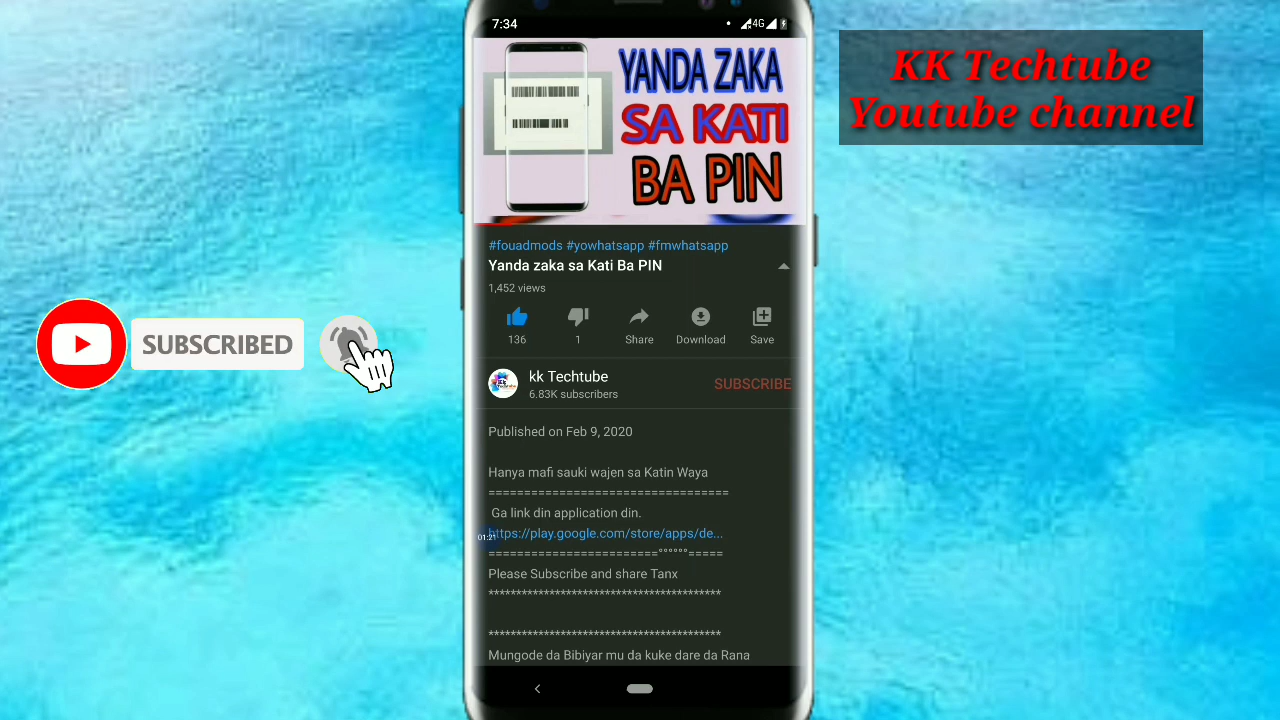 7:34
4G
YANDA ZAKA
SA KATI
BA PIN
KK Techtube
Youtube channel
#fouadmods #yowhatsapp #fmwhatsapp
Yanda zaka sa Kati Ba PIN
1,452 views
136
1
Share
Download
Save
SUBSCRIBED
kk Techtube
6.83K subscribers
SUBSCRIBE
Published on Feb 9, 2020
Hanya mafi sauki wajen sa Katin Waya
==================================
Ga link din application din.
01:21
https://play.google.com/store/apps/de...
========================°°°°°°=====
Please Subscribe and share Tanx
******************************************
******************************************
Mungode da Bibiyar mu da kuke dare da Rana